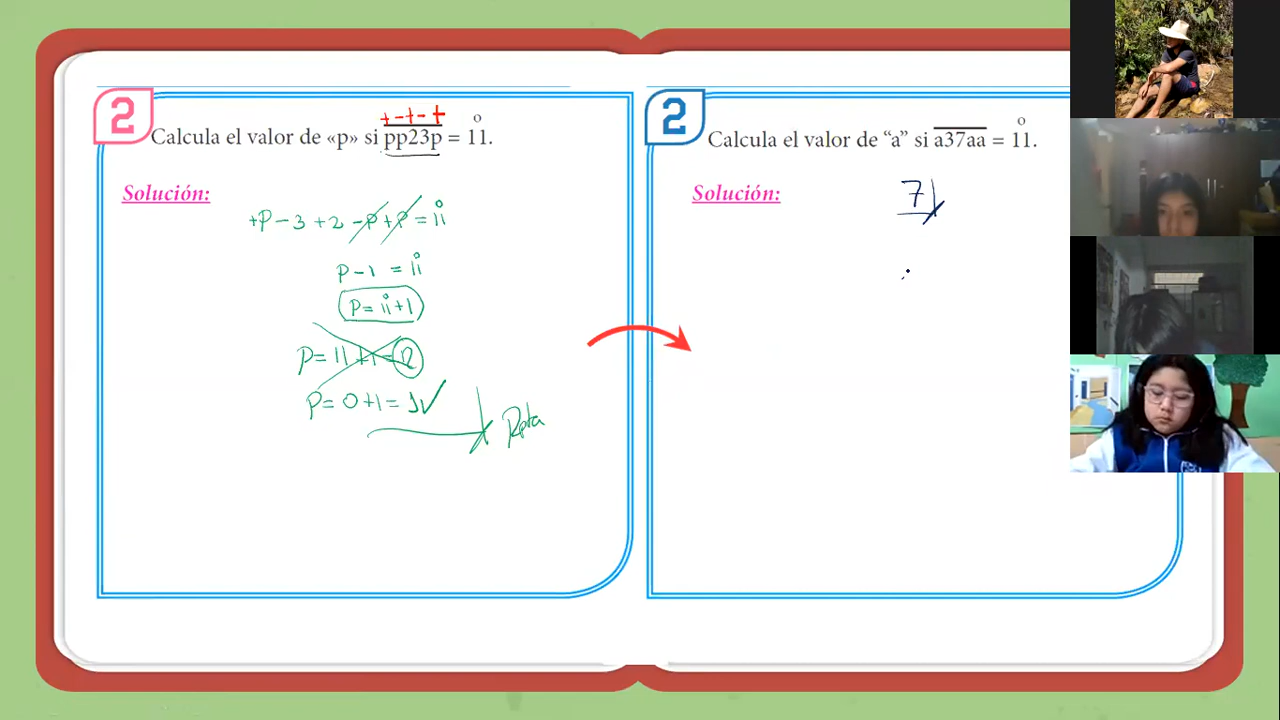 2
Calcula el valor de «p» si pp23p = 11.
+ - + - +
o
Solución:
+P - 3 + 2 - P + P = 11
P - 1 = 11
P = 11 + 1
P = 11 + 1 = 12
P = 0 + 1 = 1 ✓
Rpta
2
Calcula el valor de “a” si a37aa = 11.
o
Solución:
7